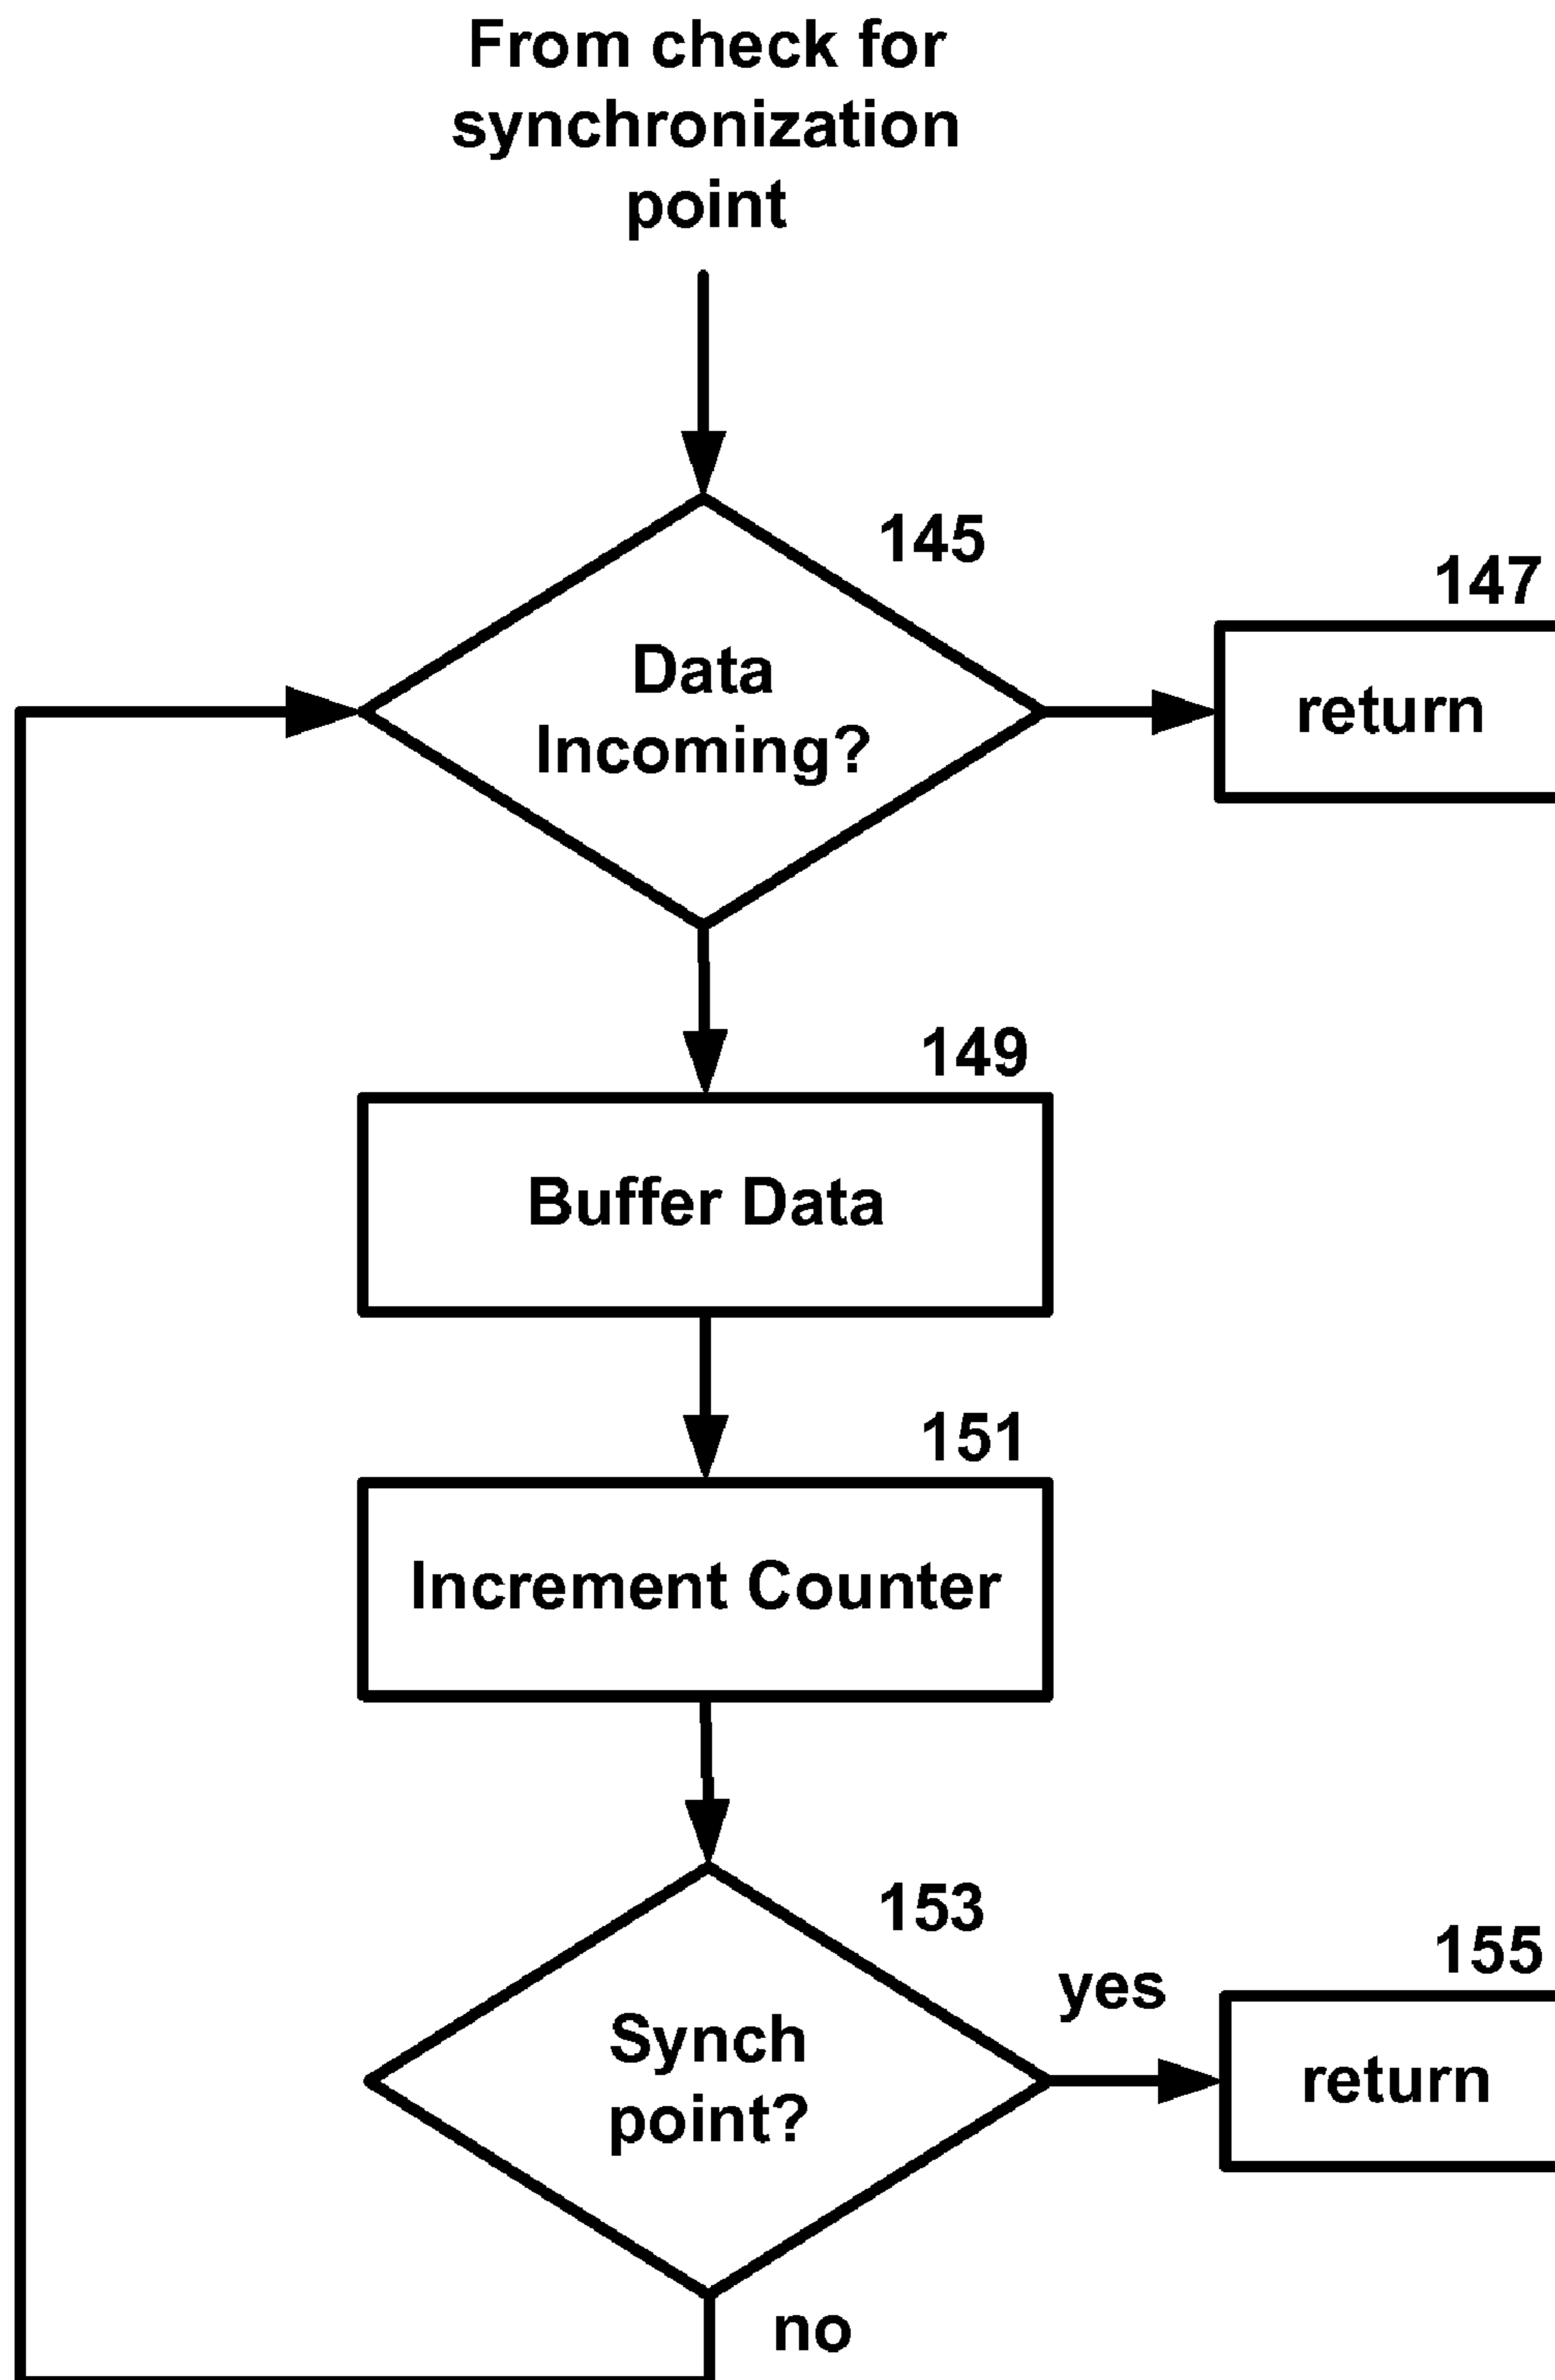 From check for
synchronization
point
145
147
Data
Incoming?
return
149
Buffer Data
151
Increment Counter
153
155
yes
Synch
point?
return
no